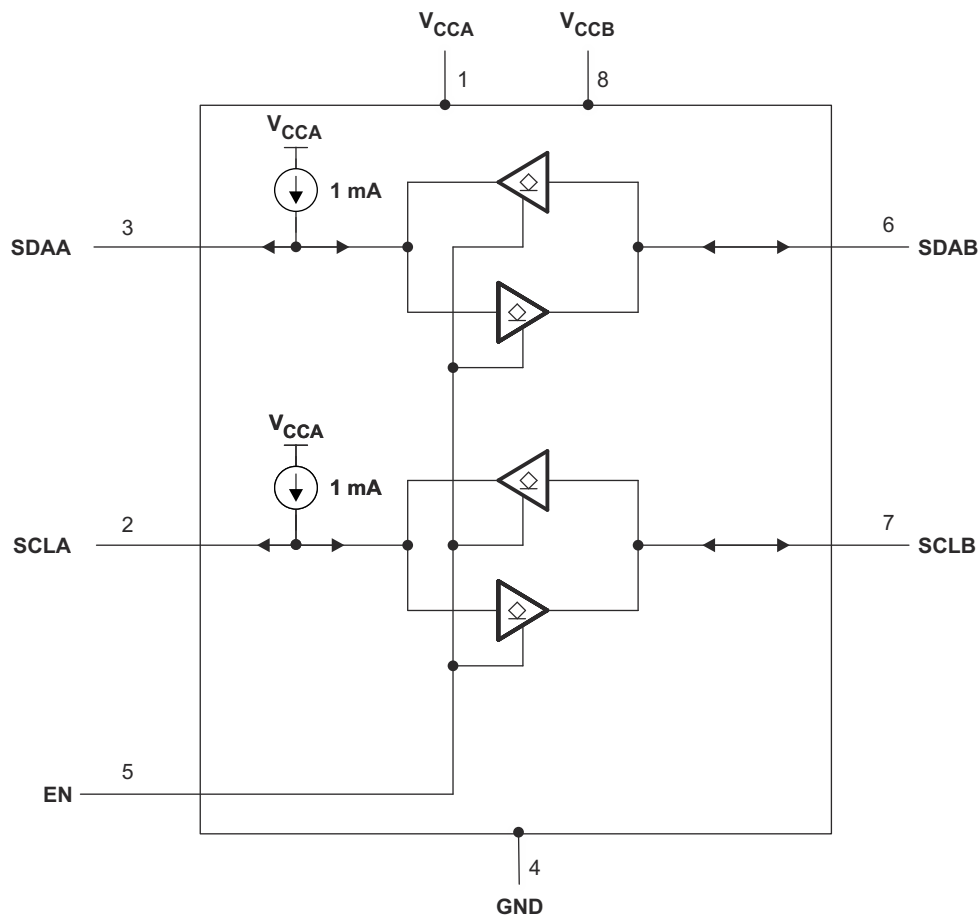 VCCA VCCB
1 8
VCCA
1 mA
3 6
SDAA SDAB
VCCA
1 mA
2 7
SCLA SCLB
5
EN
4
GND